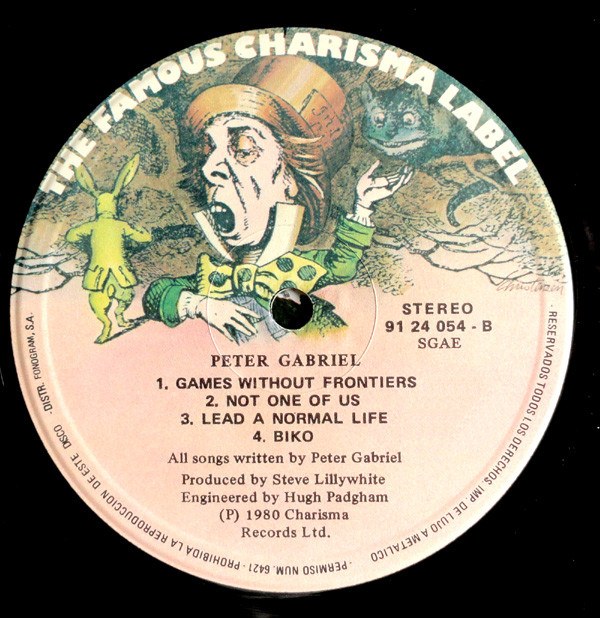 THE FAMOUS CHARISMA LABEL
STEREO
91 24 054 - B
SGAE
PETER GABRIEL
1. GAMES WITHOUT FRONTIERS
2. NOT ONE OF US
3. LEAD A NORMAL LIFE
4. BIKO
All songs written by Peter Gabriel
Produced by Steve Lillywhite
Engineered by Hugh Padgham
(P) 1980 Charisma
Records Ltd.
· RESERVADOS TODOS LOS DERECHOS. IMP. DE LUJO A METALICO · PERMISO NUM. 6421 - PROHIBIDA LA REPRODUCCION DE ESTE DISCO · DISTR. FONOGRAM, S.A.